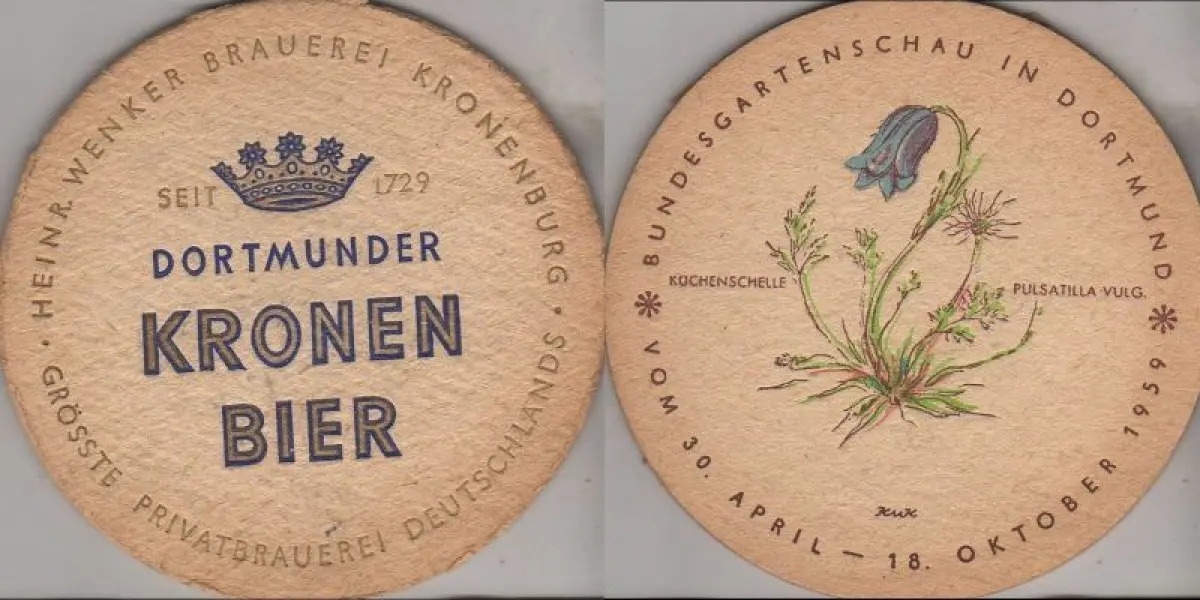 HEINR. WENKER BRAUEREI KRONENBURG
SEIT 1729
DORTMUNDER
KRONEN
BIER
· GRÖSSTE PRIVATBRAUEREI DEUTSCHLANDS ·
BUNDESGARTENSCHAU IN DORTMUND
KÜCHENSCHELLE
PULSATILLA VULG.
KWK
VOM 30. APRIL — 18. OKTOBER 1959